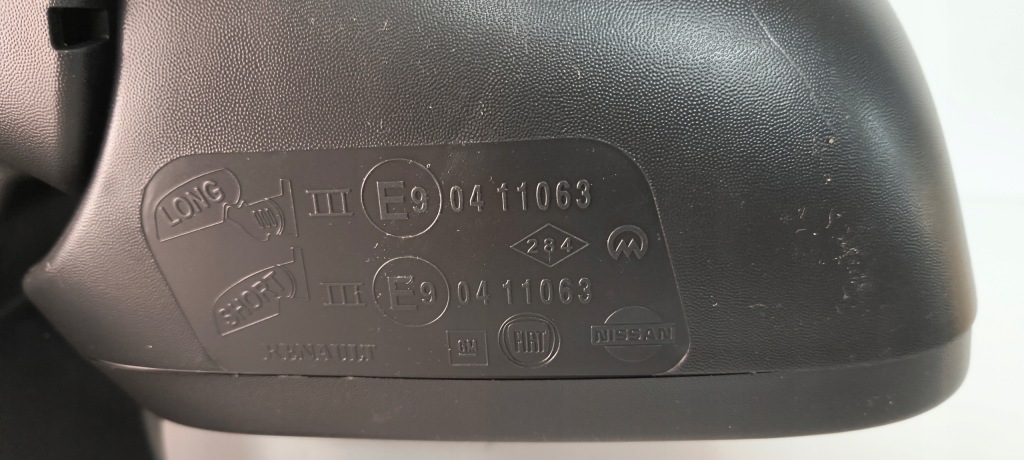 LONG III E9 04 11063
284
SHORT III E9 04 11063
RENAULT GM FIAT NISSAN